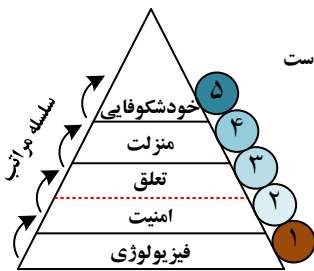 ست
۵
خودشکوفایی
۴
منزلت
۳
تعلق
۲
امنیت
۱
فیزیولوژی
سلسله مراتب